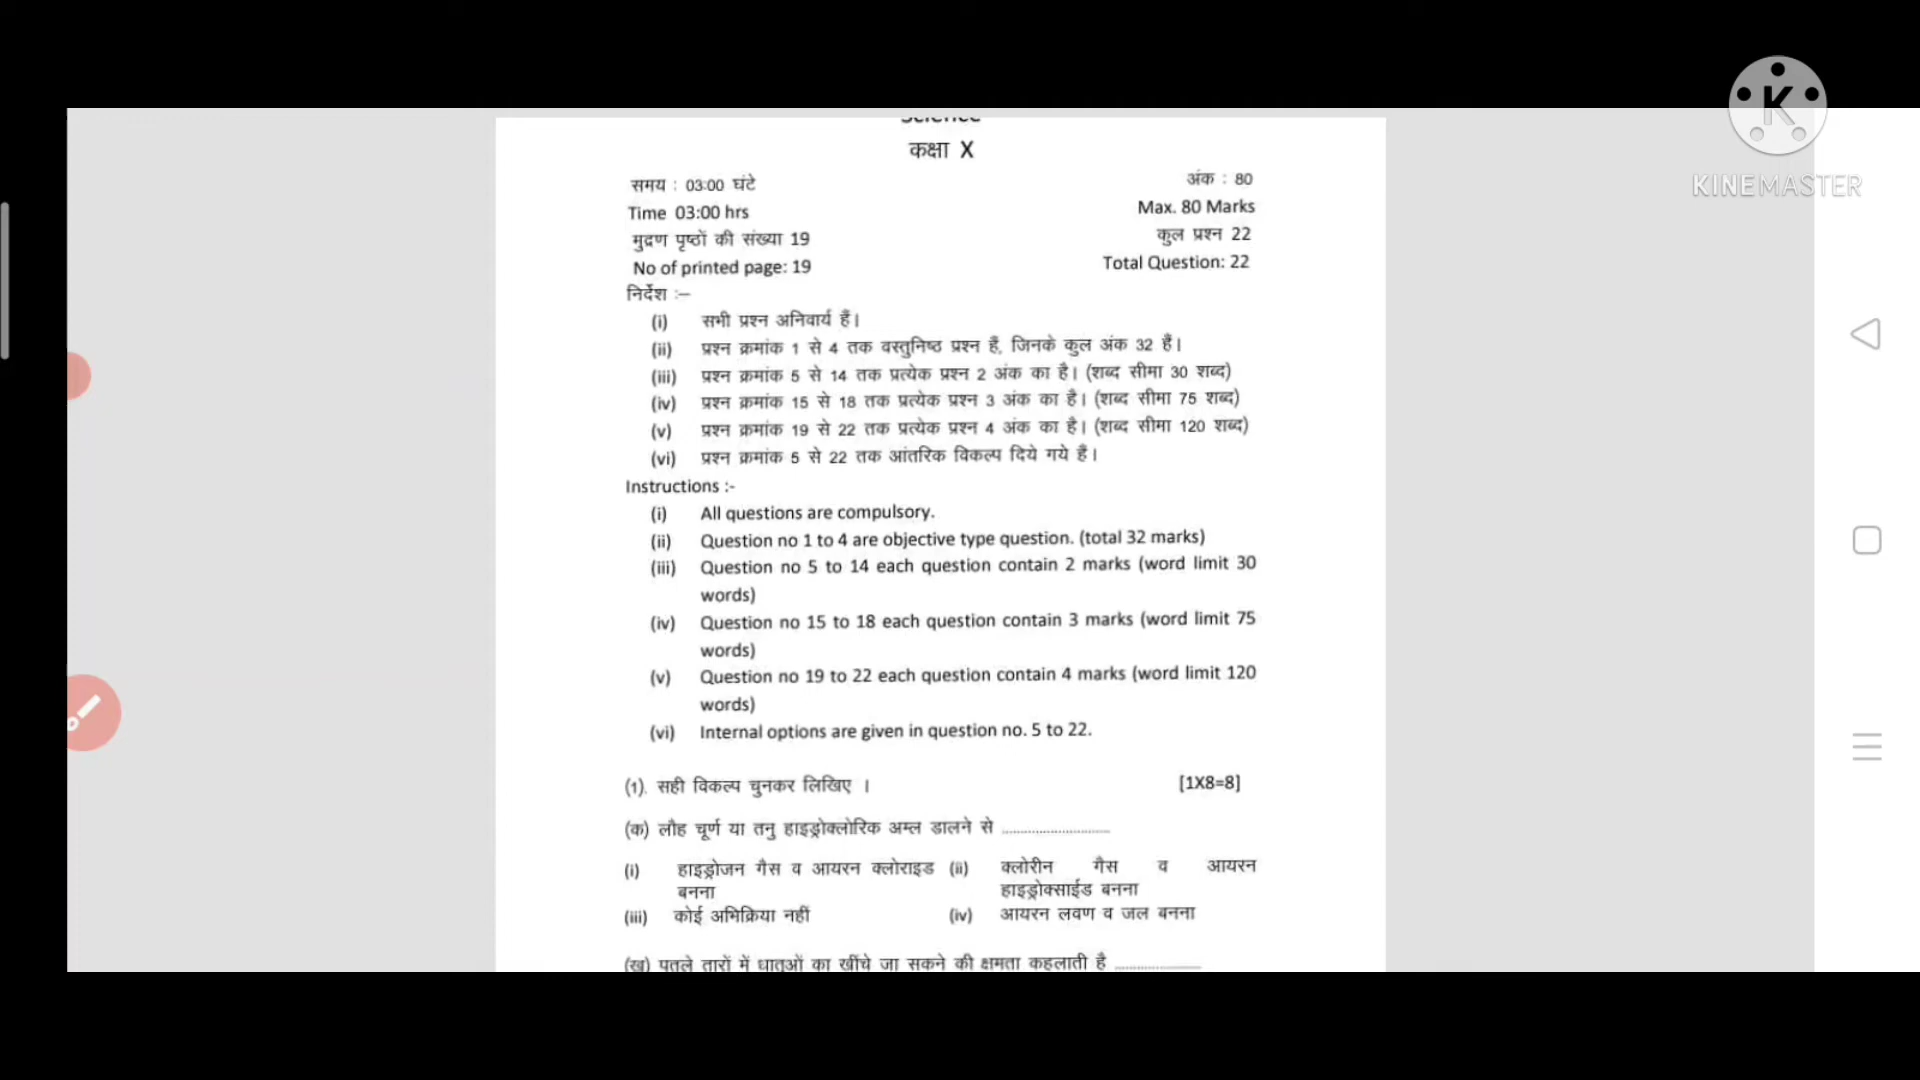 Science
कक्षा X
समय : 03:00 घंटे
अंक : 80
Time 03:00 hrs
Max. 80 Marks
मुद्रण पृष्ठों की संख्या 19
कुल प्रश्न 22
No of printed page: 19
Total Question: 22
निर्देश :–
(i) सभी प्रश्न अनिवार्य हैं।
(ii) प्रश्न क्रमांक 1 से 4 तक वस्तुनिष्ठ प्रश्न हैं, जिनके कुल अंक 32 हैं।
(iii) प्रश्न क्रमांक 5 से 14 तक प्रत्येक प्रश्न 2 अंक का है। (शब्द सीमा 30 शब्द)
(iv) प्रश्न क्रमांक 15 से 18 तक प्रत्येक प्रश्न 3 अंक का है। (शब्द सीमा 75 शब्द)
(v) प्रश्न क्रमांक 19 से 22 तक प्रत्येक प्रश्न 4 अंक का है। (शब्द सीमा 120 शब्द)
(vi) प्रश्न क्रमांक 5 से 22 तक आंतरिक विकल्प दिये गये हैं।
Instructions :-
(i) All questions are compulsory.
(ii) Question no 1 to 4 are objective type question. (total 32 marks)
(iii) Question no 5 to 14 each question contain 2 marks (word limit 30
words)
(iv) Question no 15 to 18 each question contain 3 marks (word limit 75
words)
(v) Question no 19 to 22 each question contain 4 marks (word limit 120
words)
(vi) Internal options are given in question no. 5 to 22.
(1). सही विकल्प चुनकर लिखिए । [1X8=8]
(क) लौह चूर्ण या तनु हाइड्रोक्लोरिक अम्ल डालने से ...........................
(i) हाइड्रोजन गैस व आयरन क्लोराइड (ii) क्लोरीन गैस व आयरन
बनना हाइड्रोक्साईड बनना
(iii) कोई अभिक्रिया नहीं (iv) आयरन लवण व जल बनना
(ख) पतले तारों में धातुओं का खींचे जा सकने की क्षमता कहलाती है .....................
K
KINEMASTER